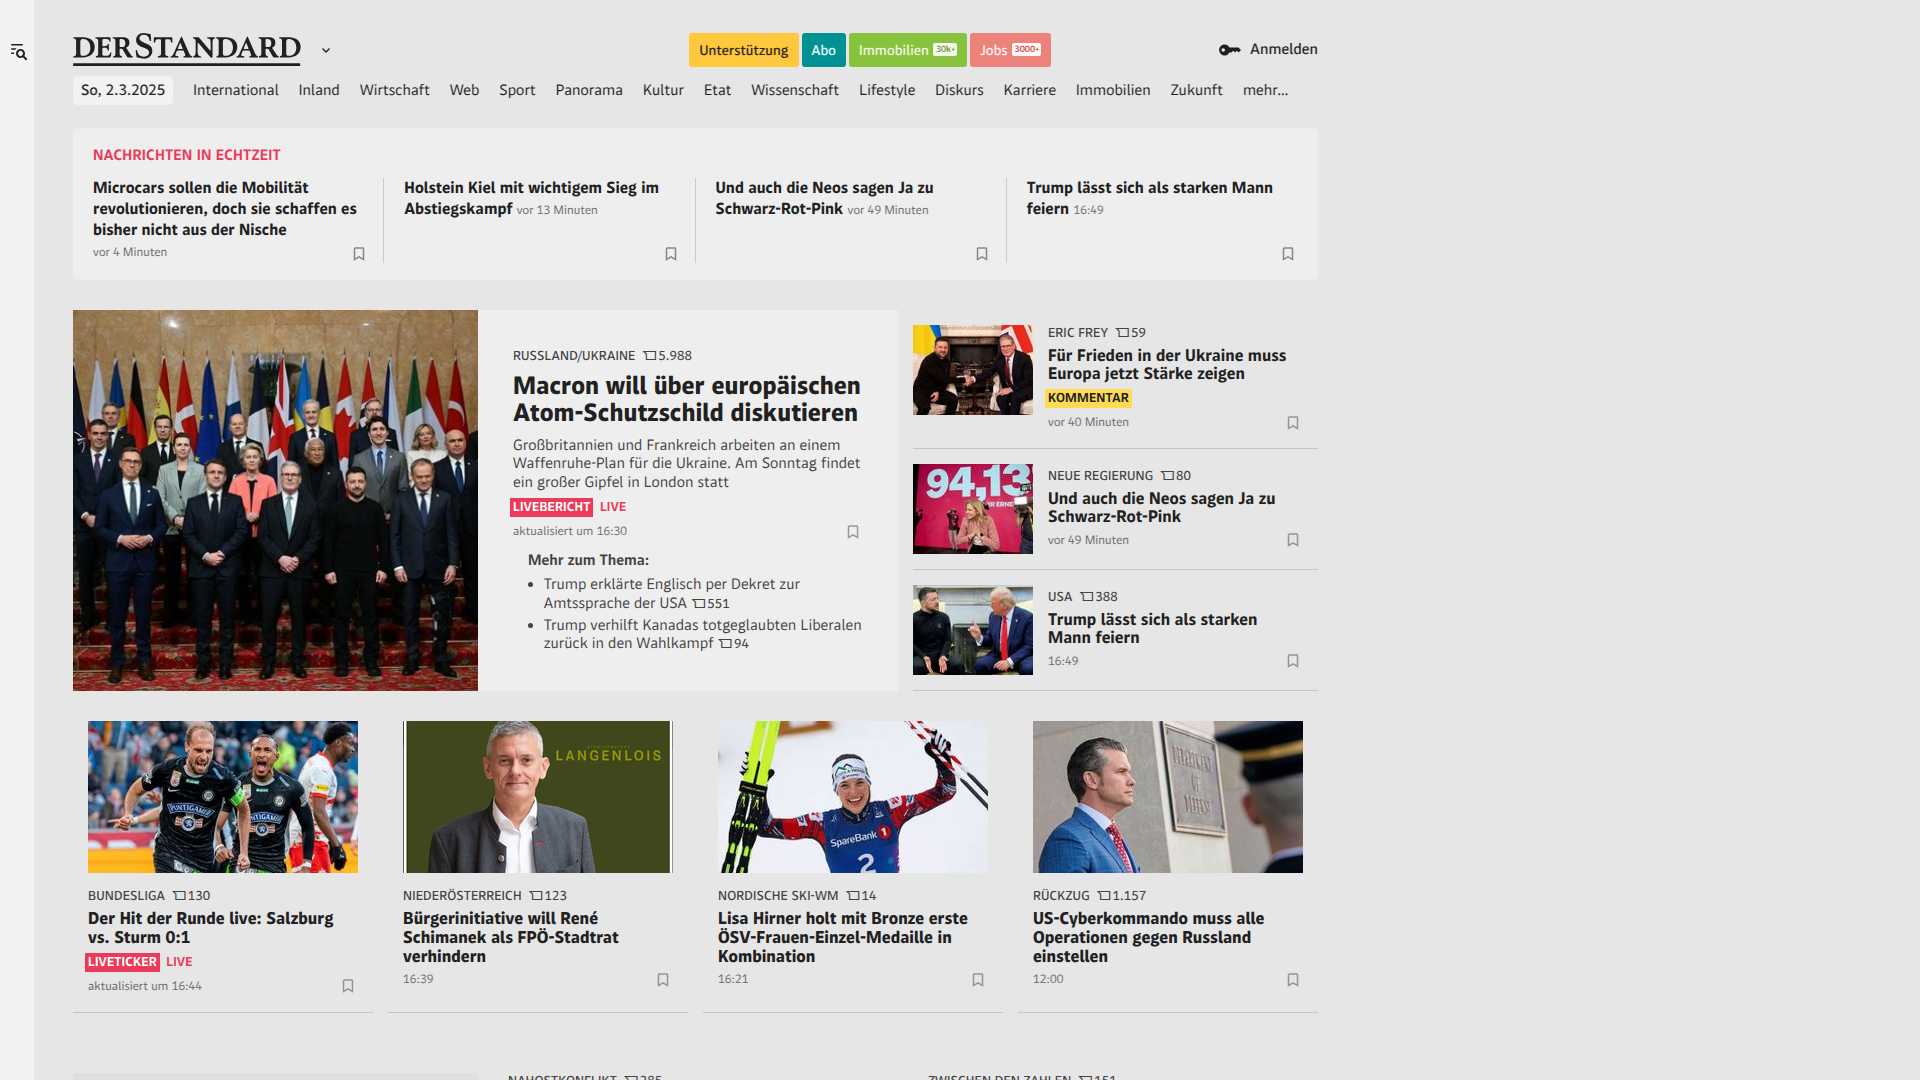 DERSTANDARD
Unterstützung
Abo
Immobilien 30k+
Jobs 3000+
Anmelden
So, 2.3.2025 International Inland Wirtschaft Web Sport Panorama Kultur Etat Wissenschaft Lifestyle Diskurs Karriere Immobilien Zukunft mehr...
NACHRICHTEN IN ECHTZEIT
Microcars sollen die Mobilität
revolutionieren, doch sie schaffen es
bisher nicht aus der Nische
vor 4 Minuten
Holstein Kiel mit wichtigem Sieg im
Abstiegskampf vor 13 Minuten
Und auch die Neos sagen Ja zu
Schwarz-Rot-Pink vor 49 Minuten
Trump lässt sich als starken Mann
feiern 16:49
RUSSLAND/UKRAINE 5.988
Macron will über europäischen
Atom-Schutzschild diskutieren
Großbritannien und Frankreich arbeiten an einem
Waffenruhe-Plan für die Ukraine. Am Sonntag findet
ein großer Gipfel in London statt
LIVEBERICHT LIVE
aktualisiert um 16:30
Mehr zum Thema:
• Trump erklärte Englisch per Dekret zur
Amtssprache der USA 551
• Trump verhilft Kanadas totgeglaubten Liberalen
zurück in den Wahlkampf 94
ERIC FREY 59
Für Frieden in der Ukraine muss
Europa jetzt Stärke zeigen
KOMMENTAR
vor 40 Minuten
94,13
NEUE REGIERUNG 80
Und auch die Neos sagen Ja zu
Schwarz-Rot-Pink
vor 49 Minuten
USA 388
Trump lässt sich als starken
Mann feiern
16:49
PUNTIGAMER
PUNTIGAMER
BUNDESLIGA 130
Der Hit der Runde live: Salzburg
vs. Sturm 0:1
LIVETICKER LIVE
aktualisiert um 16:44
LANGENLOIS
NIEDERÖSTERREICH 123
Bürgerinitiative will René
Schimanek als FPÖ-Stadtrat
verhindern
16:39
SpareBank 1
2
NORDISCHE SKI-WM 14
Lisa Hirner holt mit Bronze erste
ÖSV-Frauen-Einzel-Medaille in
Kombination
16:21
RÜCKZUG 1.157
US-Cyberkommando muss alle
Operationen gegen Russland
einstellen
12:00
NAHOSTKONFLIKT 285
ZWISCHEN DEN ZAHLEN 151